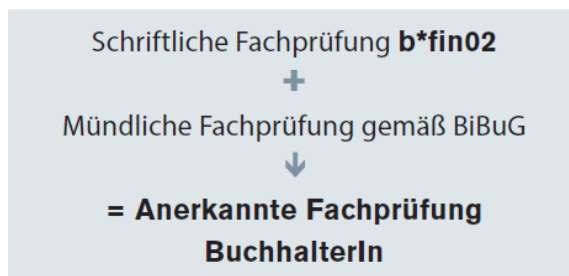 Schriftliche Fachprüfung b*fin02
+
Mündliche Fachprüfung gemäß BiBuG
↓
= Anerkannte Fachprüfung
BuchhalterIn